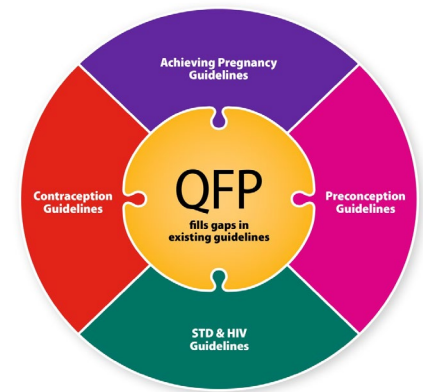 Achieving Pregnancy
Guidelines
Contraception
Guidelines
QFP
fills gaps in
existing guidelines
Preconception
Guidelines
STD & HIV
Guidelines